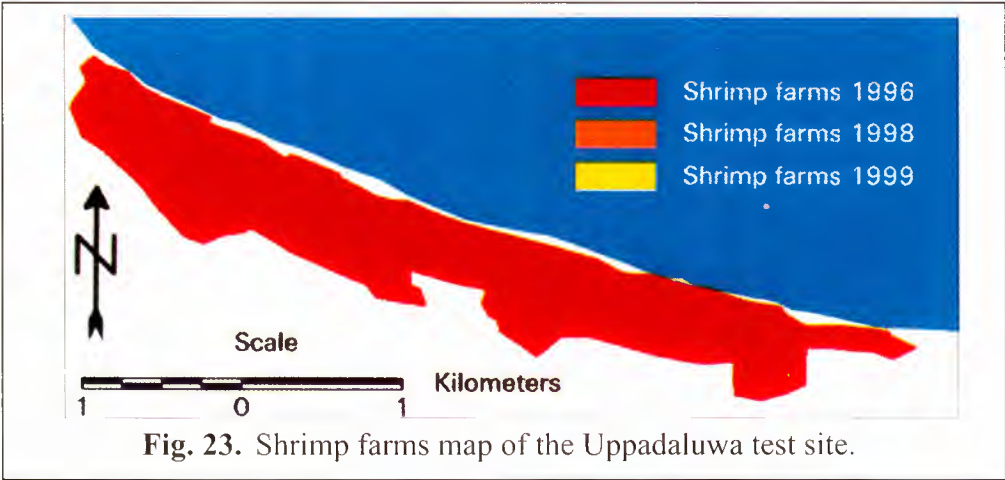 Shrimp farms 1996
Shrimp farms 1998
Shrimp farms 1999
N
Scale
Kilometers
1 0 1
Fig. 23. Shrimp farms map of the Uppadaluwa test site.